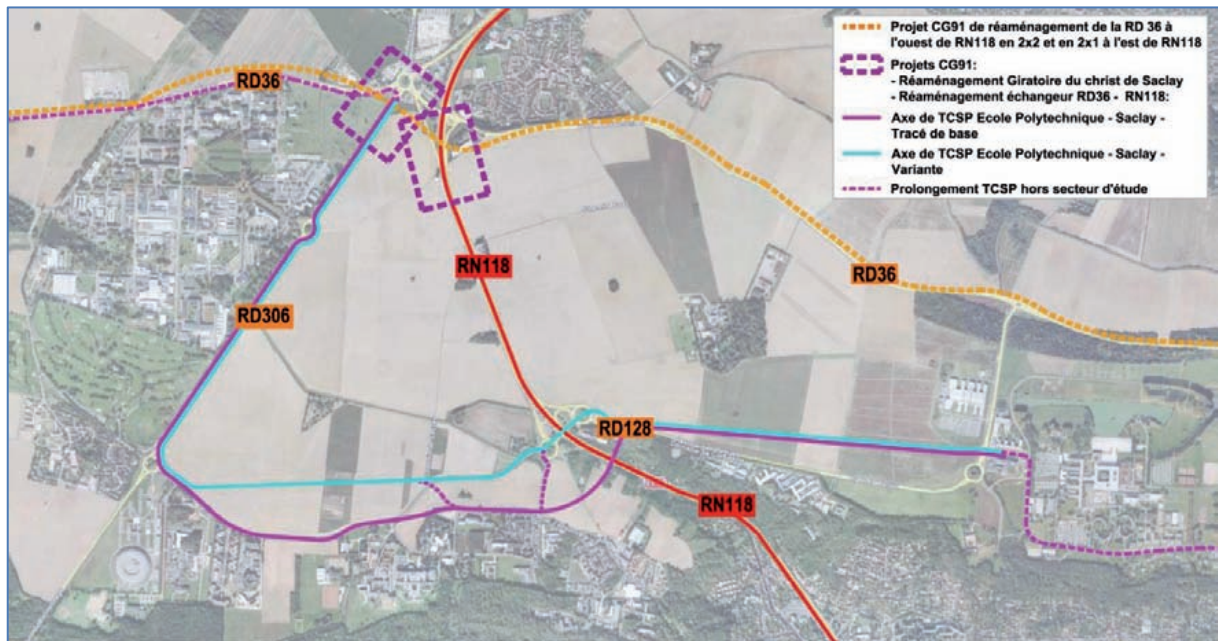 Projet CG91 de réaménagement de la RD 36 à
l'ouest de RN118 en 2x2 et en 2x1 à l'est de RN118
Projets CG91:
- Réaménagement Giratoire du christ de Saclay
- Réaménagement échangeur RD36 - RN118:
Axe de TCSP Ecole Polytechnique - Saclay -
Tracé de base
Axe de TCSP Ecole Polytechnique - Saclay -
Variante
Prolongement TCSP hors secteur d'étude
RD36
RN118
RD36
RD306
RD128
RN118